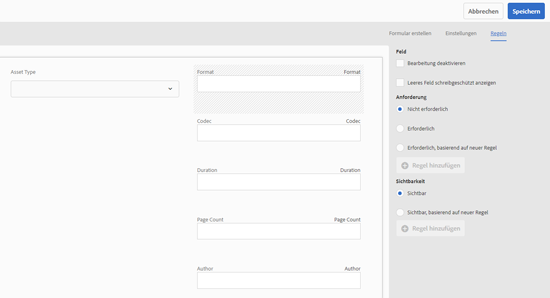 Abbrechen
Speichern
Formular erstellen
Einstellungen
Regeln
Asset Type
Format Format
Codec Codec
Duration Duration
Page Count Page Count
Author Author
Feld
Bearbeitung deaktivieren
Leeres Feld schreibgeschützt anzeigen
Anforderung
Nicht erforderlich
Erforderlich
Erforderlich, basierend auf neuer Regel
Regel hinzufügen
Sichtbarkeit
Sichtbar
Sichtbar, basierend auf neuer Regel
Regel hinzufügen